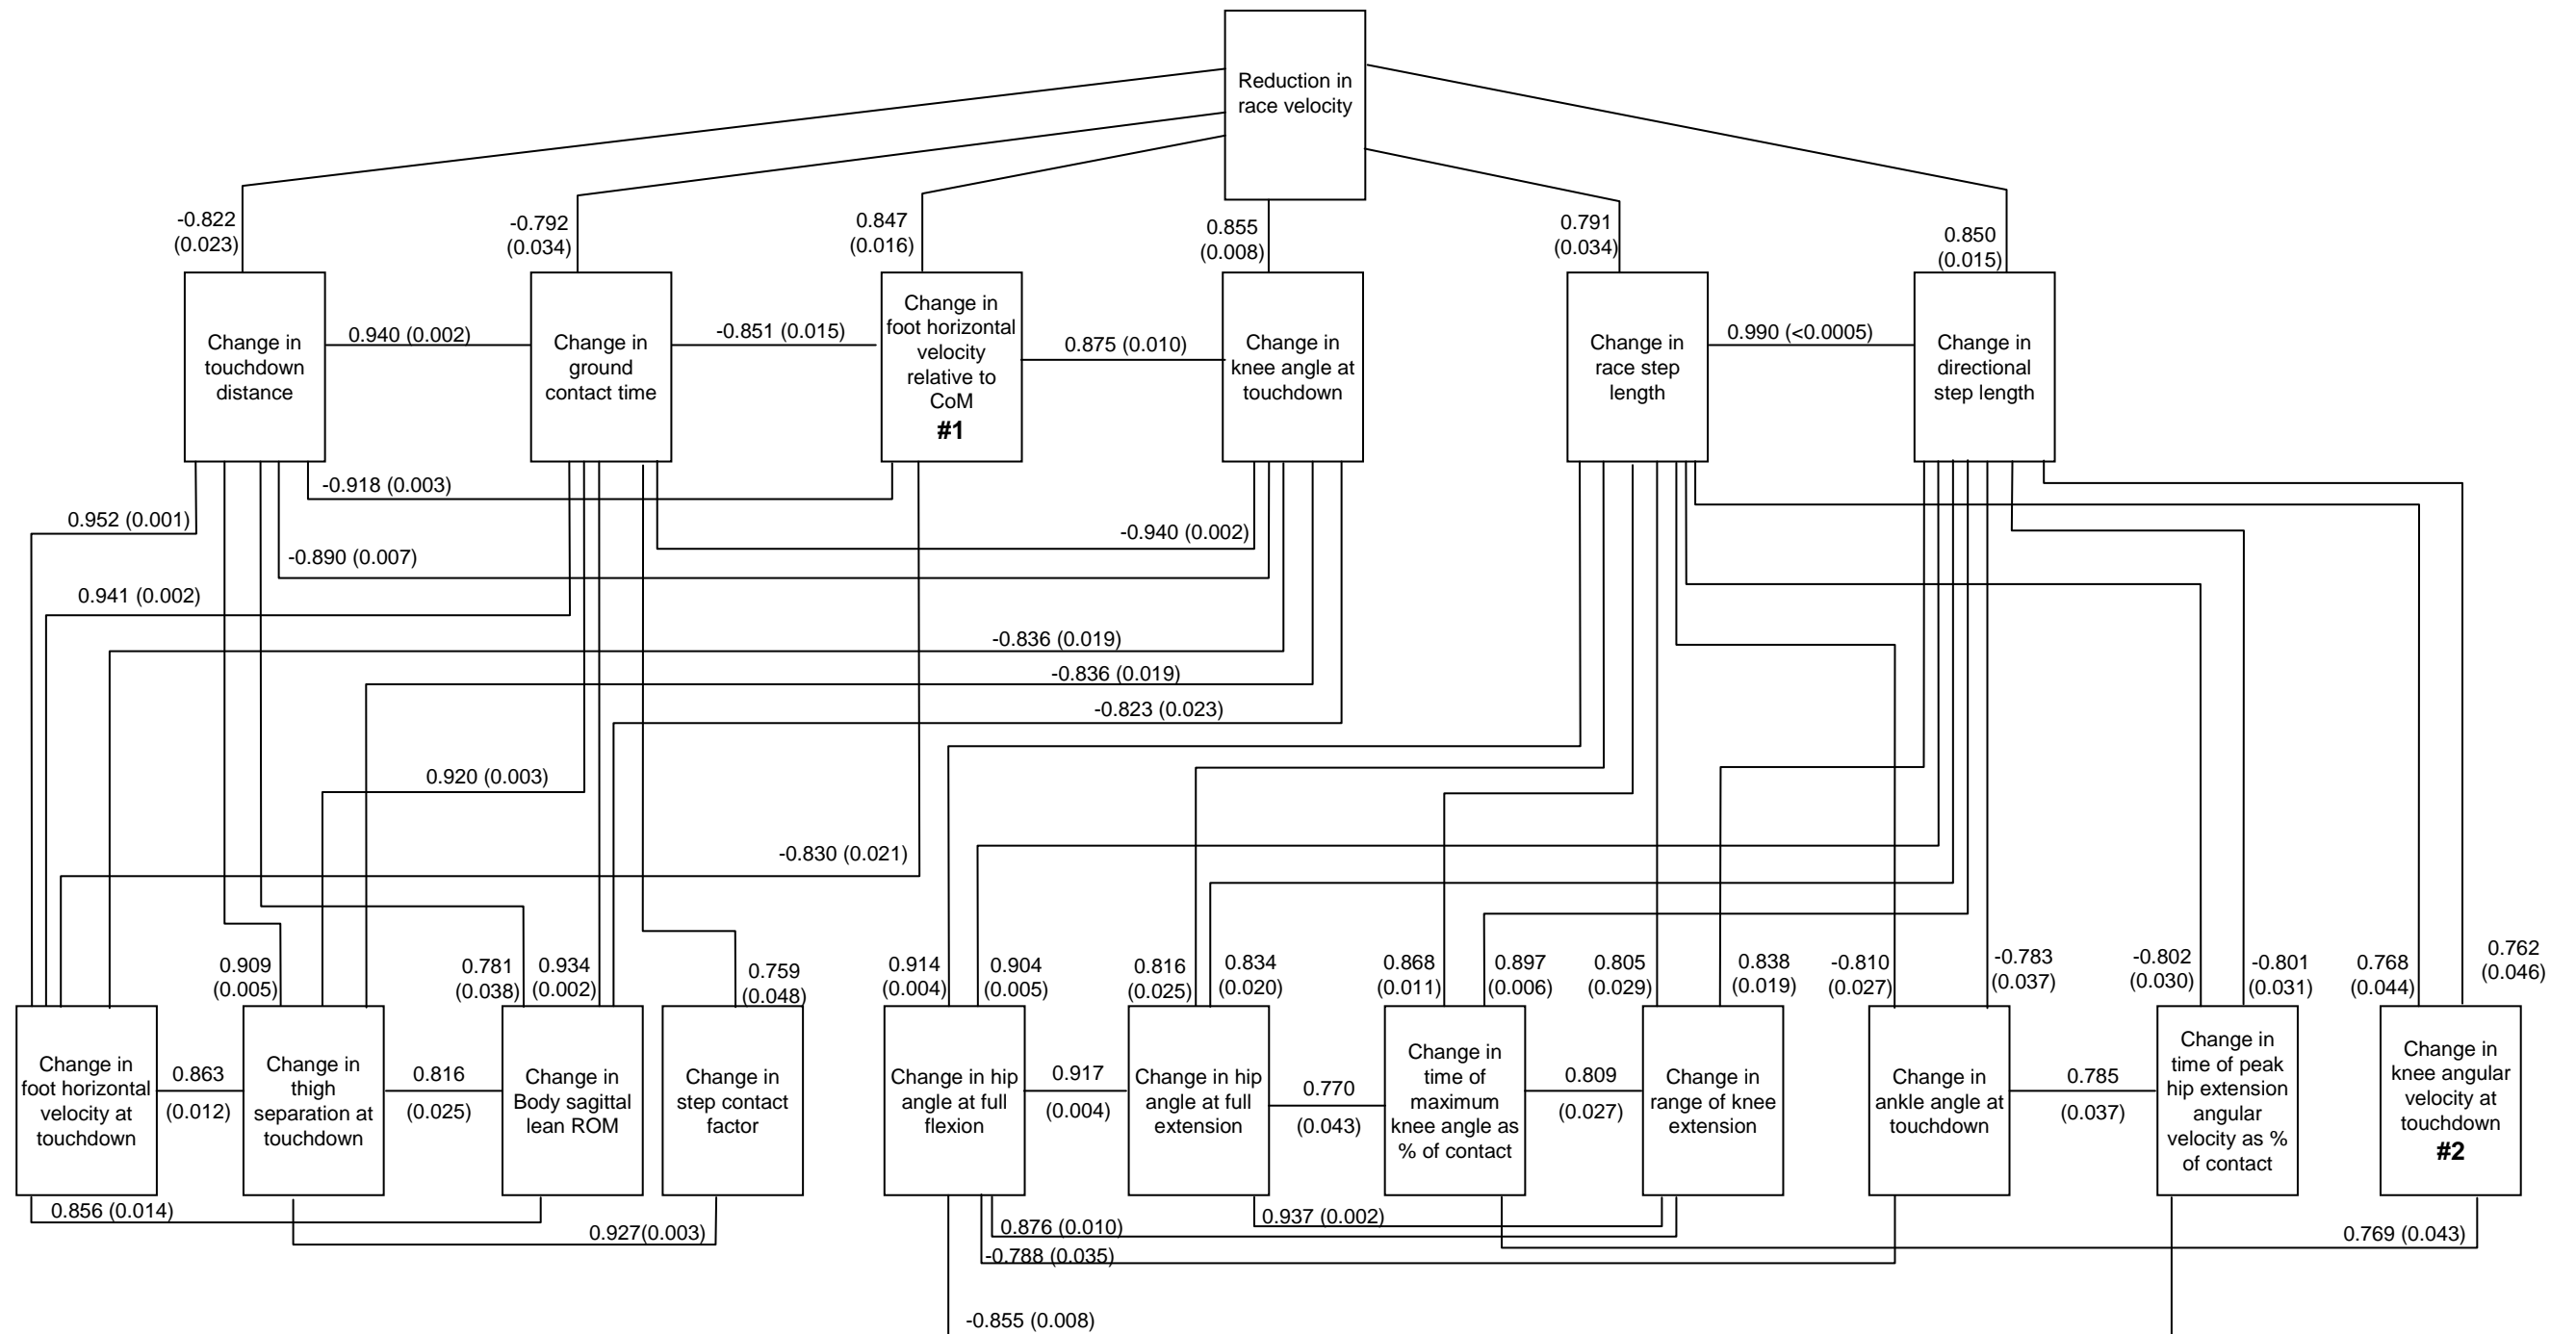 Reduction in
race velocity
-0.822
(0.023)
-0.792
(0.034)
0.847
(0.016)
0.855
(0.008)
0.791
(0.034)
0.850
(0.015)
Change in
touchdown
distance
0.940 (0.002)
Change in
ground
contact time
-0.851 (0.015)
Change in
foot horizontal
velocity
relative to
CoM
#1
0.875 (0.010)
Change in
knee angle at
touchdown
Change in
race step
length
0.990 (<0.0005)
Change in
directional
step length
-0.918 (0.003)
0.952 (0.001)
-0.940 (0.002)
-0.890 (0.007)
0.941 (0.002)
-0.836 (0.019)
-0.836 (0.019)
-0.823 (0.023)
0.920 (0.003)
-0.830 (0.021)
0.909
(0.005)
0.781
(0.038)
0.934
(0.002)
0.759
(0.048)
0.914
(0.004)
0.904
(0.005)
0.816
(0.025)
0.834
(0.020)
0.868
(0.011)
0.897
(0.006)
0.805
(0.029)
0.838
(0.019)
-0.810
(0.027)
-0.783
(0.037)
-0.802
(0.030)
-0.801
(0.031)
0.768
(0.044)
0.762
(0.046)
Change in
foot horizontal
velocity at
touchdown
0.863
(0.012)
Change in
thigh
separation at
touchdown
0.816
(0.025)
Change in
Body sagittal
lean ROM
Change in
step contact
factor
Change in hip
angle at full
flexion
0.917
(0.004)
Change in hip
angle at full
extension
0.770
(0.043)
Change in
time of
maximum
knee angle as
% of contact
0.809
(0.027)
Change in
range of knee
extension
Change in
ankle angle at
touchdown
0.785
(0.037)
Change in
time of peak
hip extension
angular
velocity as %
of contact
Change in
knee angular
velocity at
touchdown
#2
0.856 (0.014)
0.927(0.003)
0.937 (0.002)
0.876 (0.010)
-0.788 (0.035)
0.769 (0.043)
-0.855 (0.008)